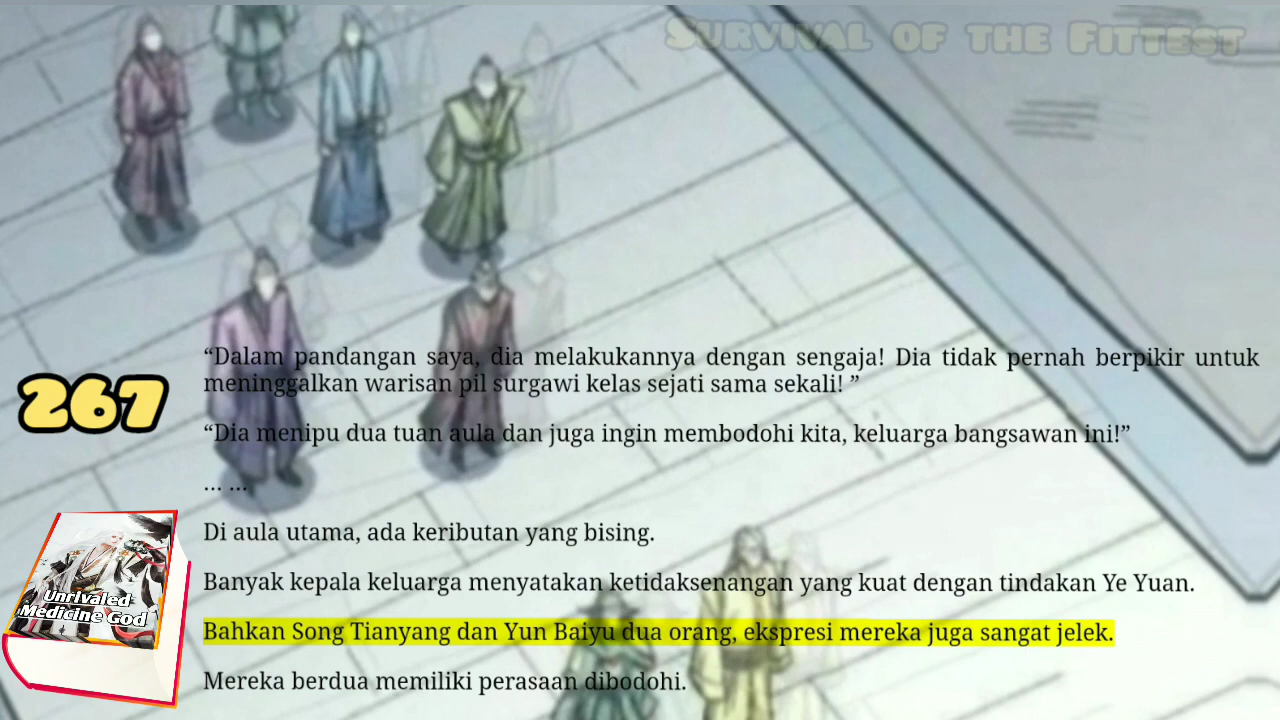 Survival of the Fittest
“Dalam pandangan saya, dia melakukannya dengan sengaja! Dia tidak pernah berpikir untuk
meninggalkan warisan pil surgawi kelas sejati sama sekali! ”
267
“Dia menipu dua tuan aula dan juga ingin membodohi kita, keluarga bangsawan ini!”
... ...
Di aula utama, ada keributan yang bising.
Banyak kepala keluarga menyatakan ketidaksenangan yang kuat dengan tindakan Ye Yuan.
Unrivaled
Medicine God
Bahkan Song Tianyang dan Yun Baiyu dua orang, ekspresi mereka juga sangat jelek.
Mereka berdua memiliki perasaan dibodohi.